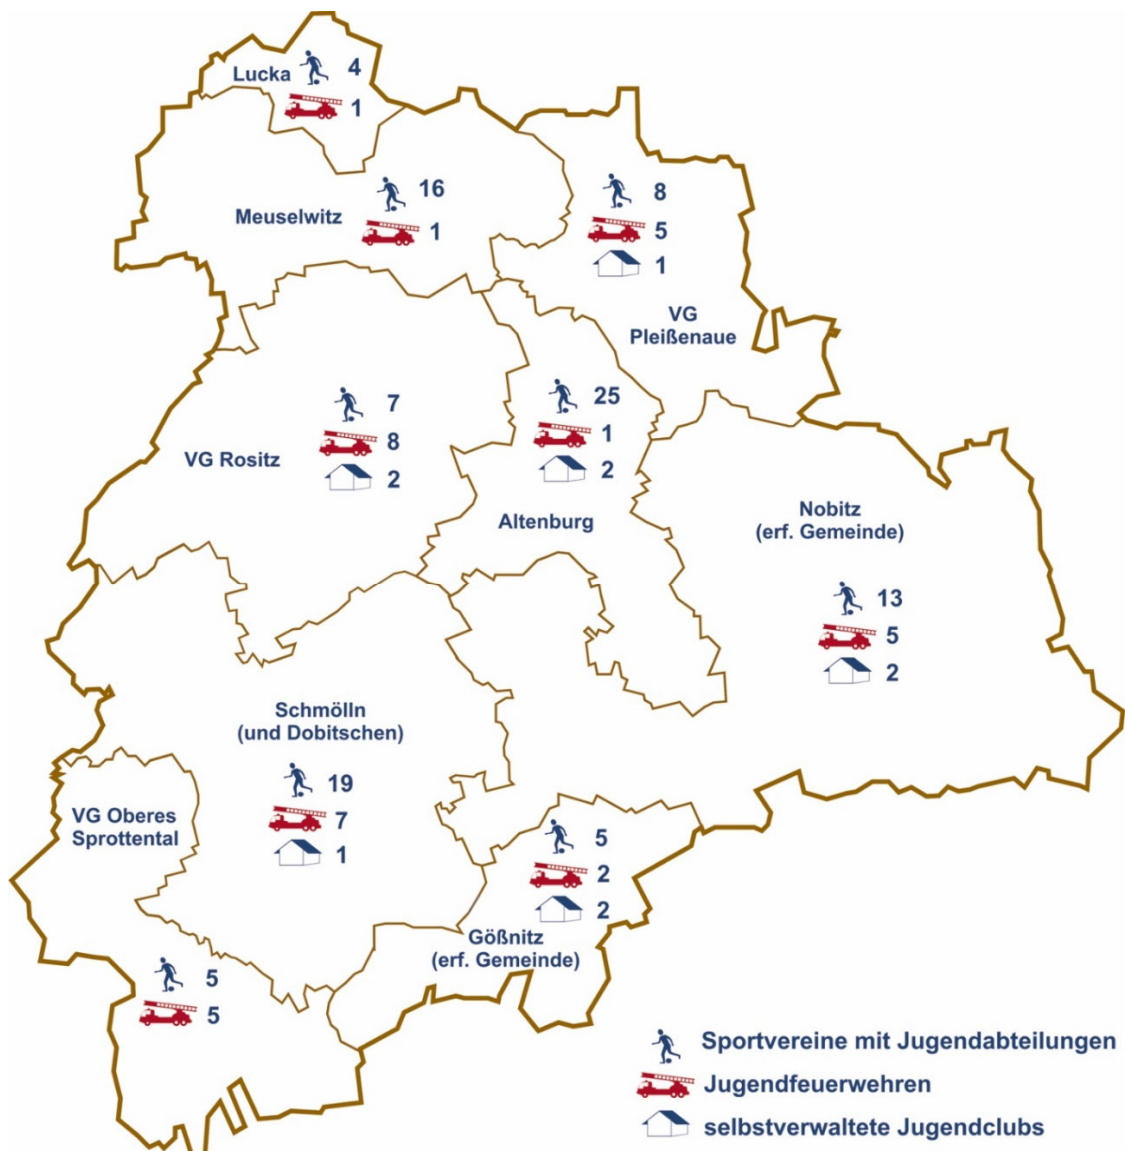 Lucka 4
1
16
Meuselwitz
1
8
5
1
VG
Pleißenaue
7
8
VG Rositz
2
25
1
2
Altenburg
Nobitz
(erf. Gemeinde)
13
5
2
Schmölln
(und Dobitschen)
19
7
1
VG Oberes
Sprottental
5
5
5
2
2
Gößnitz
(erf. Gemeinde)
Sportvereine mit Jugendabteilungen
Jugendfeuerwehren
selbstverwaltete Jugendclubs